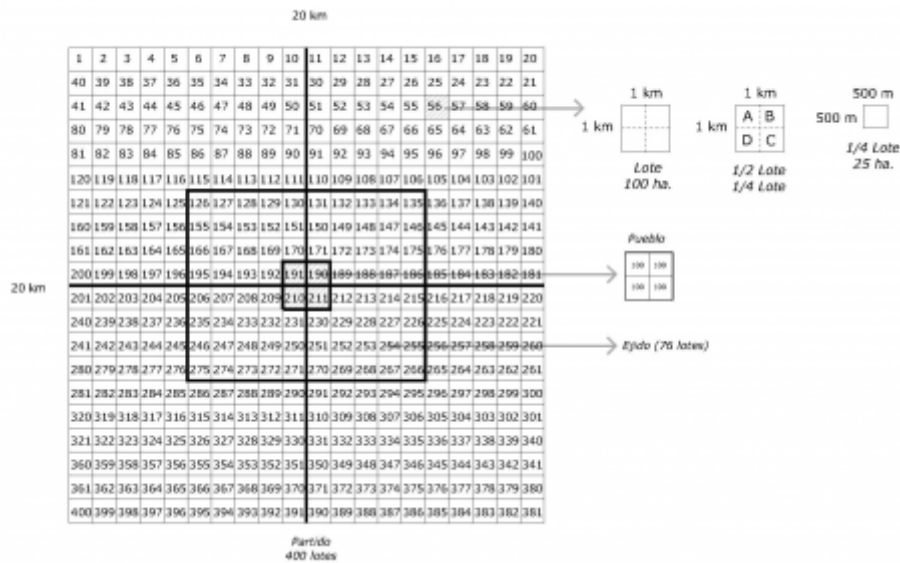 20 km
1 2 3 4 5 6 7 8 9 10 11 12 13 14 15 16 17 18 19 20
40 39 38 37 36 35 34 33 32 31 30 29 28 27 26 25 24 23 22 21
41 42 43 44 45 46 47 48 49 50 51 52 53 54 55 56 57 58 59 60
80 79 78 77 76 75 74 73 72 71 70 69 68 67 66 65 64 63 62 61
81 82 83 84 85 86 87 88 89 90 91 92 93 94 95 96 97 98 99 100
120 119 118 117 116 115 114 113 112 111 110 109 108 107 106 105 104 103 102 101
121 122 123 124 125 126 127 128 129 130 131 132 133 134 135 136 137 138 139 140
160 159 158 157 156 155 154 153 152 151 150 149 148 147 146 145 144 143 142 141
161 162 163 164 165 166 167 168 169 170 171 172 173 174 175 176 177 178 179 180
200 199 198 197 196 195 194 193 192 191 190 189 188 187 186 185 184 183 182 181
20 km
201 202 203 204 205 206 207 208 209 210 211 212 213 214 215 216 217 218 219 220
240 239 238 237 236 235 234 233 232 231 230 229 228 227 226 225 224 223 222 221
241 242 243 244 245 246 247 248 249 250 251 252 253 254 255 256 257 258 259 260
280 279 278 277 276 275 274 273 272 271 270 269 268 267 266 265 264 263 262 261
281 282 283 284 285 286 287 288 289 290 291 292 293 294 295 296 297 298 299 300
320 319 318 317 316 315 314 313 312 311 310 309 308 307 306 305 304 303 302 301
321 322 323 324 325 326 327 328 329 330 331 332 333 334 335 336 337 338 339 340
360 359 358 357 356 355 354 353 352 351 350 349 348 347 346 345 344 343 342 341
361 362 363 364 365 366 367 368 369 370 371 372 373 374 375 376 377 378 379 380
400 399 398 397 396 395 394 393 392 391 390 389 388 387 386 385 384 383 382 381
Partido
400 lotes
1 km
1 km
Lote
100 ha.
1 km
1 km
A B
D C
1/2 Lote
1/4 Lote
500 m
500 m
1/4 Lote
25 ha.
Pueblo
100 100
100 100
Ejido (76 lotes)